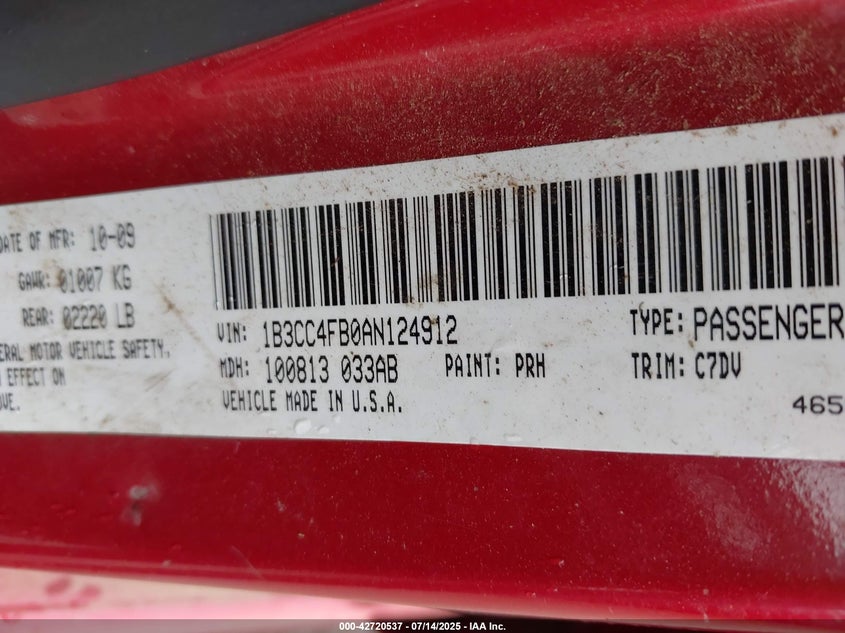 DATE OF MFR: 10-09
GAWR: 01007 KG
REAR: 02220 LB
ERAL MOTOR VEHICLE SAFETY,
EFFECT ON
OVE.
VIN: 1B3CC4FB0AN124912
TYPE: PASSENGER
MDH: 100813 033AB PAINT: PRH TRIM: C7DV
VEHICLE MADE IN U.S.A.
465
000-42720537 - 07/14/2025 - IAA Inc.